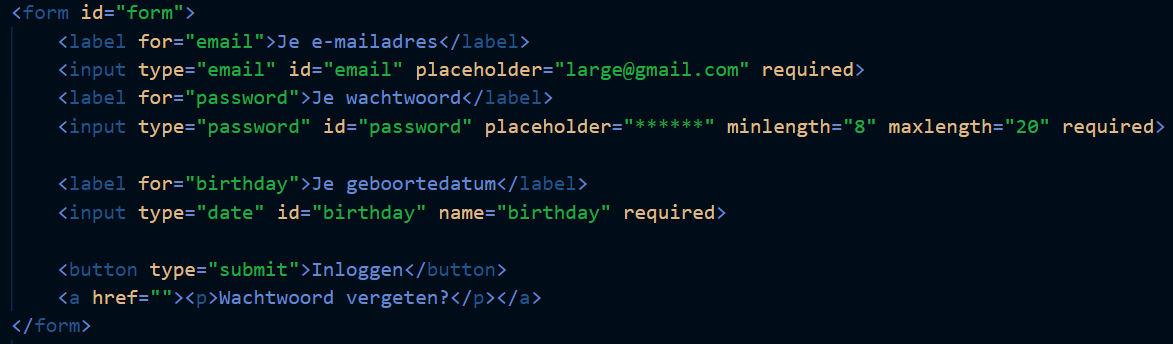 <form id="form">
<label for="email">Je e-mailadres</label>
<input type="email" id="email" placeholder="large@gmail.com" required>
<label for="password">Je wachtwoord</label>
<input type="password" id="password" placeholder="******" minlength="8" maxlength="20" required>
<label for="birthday">Je geboortedatum</label>
<input type="date" id="birthday" name="birthday" required>
<button type="submit">Inloggen</button>
<a href=""><p>Wachtwoord vergeten?</p></a>
</form>